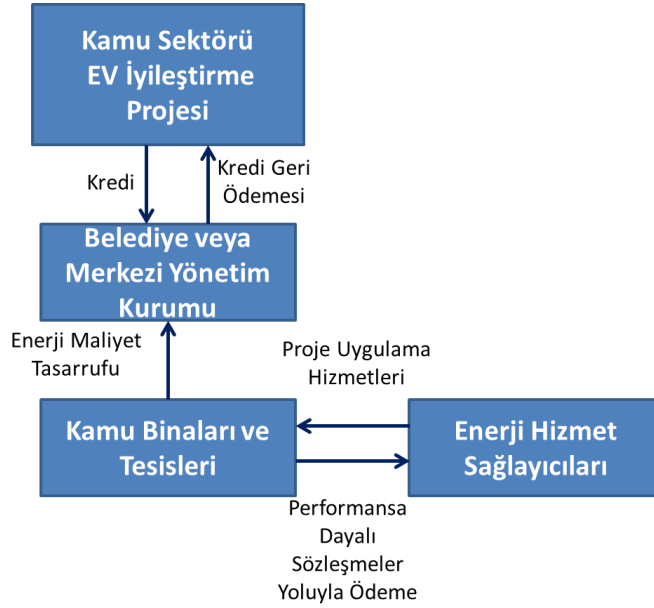 Kamu Sektörü
EV İyileştirme
Projesi
Kredi
Kredi Geri
Ödemesi
Belediye veya
Merkezi Yönetim
Kurumu
Enerji Maliyet
Tasarrufu
Proje Uygulama
Hizmetleri
Kamu Binaları ve
Tesisleri
Enerji Hizmet
Sağlayıcıları
Performansa
Dayalı
Sözleşmeler
Yoluyla Ödeme